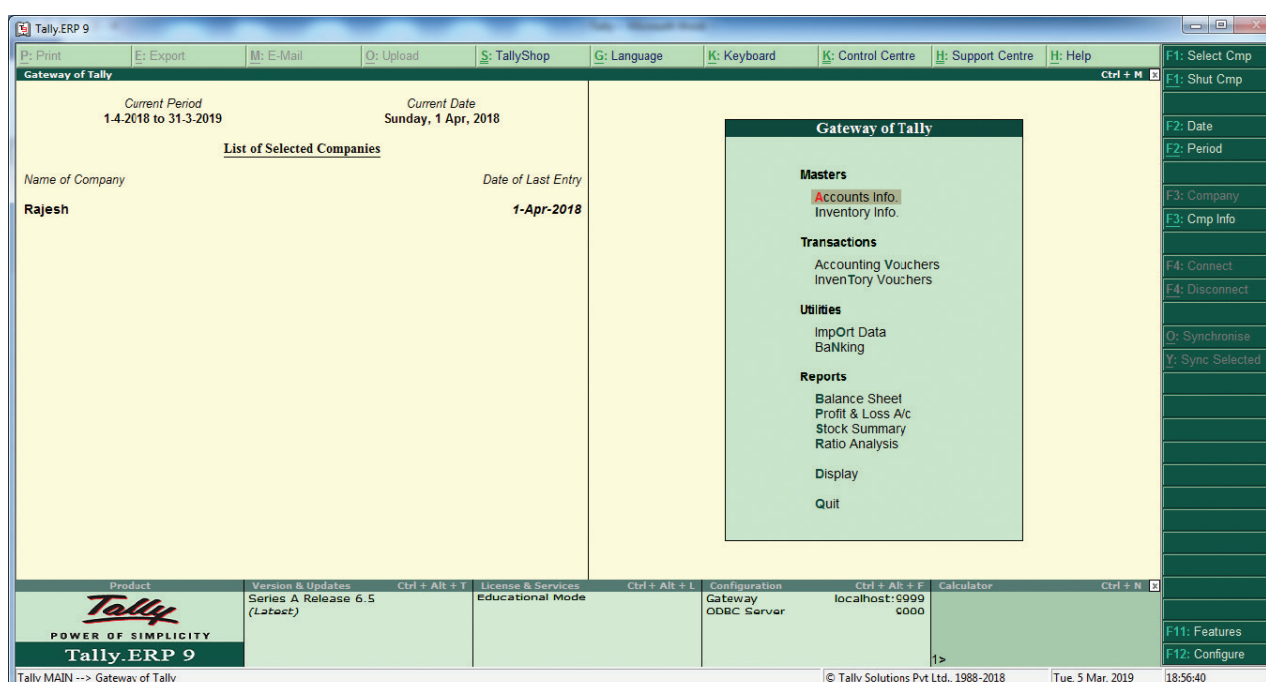 Tally.ERP 9
P: Print E: Export M: E-Mail O: Upload S: TallyShop G: Language K: Keyboard K: Control Centre H: Support Centre H: Help
Gateway of Tally Ctrl + M x
Current Period Current Date
1-4-2018 to 31-3-2019 Sunday, 1 Apr, 2018
List of Selected Companies
Name of Company Date of Last Entry
Rajesh 1-Apr-2018
Gateway of Tally
Masters
Accounts Info.
Inventory Info.
Transactions
Accounting Vouchers
InvenTory Vouchers
Utilities
ImpOrt Data
BaNking
Reports
Balance Sheet
Profit & Loss A/c
Stock Summary
Ratio Analysis
Display
Quit
F1: Select Cmp
F1: Shut Cmp
F2: Date
F2: Period
F3: Company
F3: Cmp Info
F4: Connect
F4: Disconnect
O: Synchronise
Y: Sync Selected
F11: Features
F12: Configure
Product Version & Updates Ctrl + Alt + T License & Services Ctrl + Alt + L Configuration Ctrl + Alt + F Calculator Ctrl + N x
Tally
POWER OF SIMPLICITY
Tally.ERP 9
Series A Release 6.5
(Latest)
Educational Mode
Gateway localhost:9999
ODBC Server 9000
1>
Tally MAIN --> Gateway of Tally © Tally Solutions Pvt Ltd., 1988-2018 Tue, 5 Mar, 2019 18:56:40